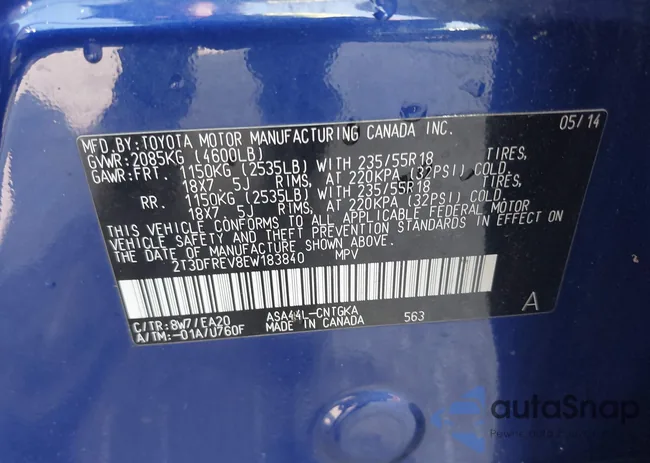 MFD.BY:TOYOTA MOTOR MANUFACTURING CANADA INC. 05/14
GVWR:2085KG (4600LB)
GAWR:FRT. 1150KG (2535LB) WITH 235/55R18 TIRES,
18X7.5J RIMS, AT 220KPA (32PSI) COLD.
RR. 1150KG (2535LB) WITH 235/55R18 TIRES,
18X7.5J RIMS, AT 220KPA (32PSI) COLD.
THIS VEHICLE CONFORMS TO ALL APPLICABLE FEDERAL MOTOR
VEHICLE SAFETY AND THEFT PREVENTION STANDARDS IN EFFECT ON
THE DATE OF MANUFACTURE SHOWN ABOVE.
2T3DFREV8EW183840 MPV
A
C/TR:8W7/EA20 ASA44L-CNTGKA
A/TM:-01A/U760F MADE IN CANADA 563
autoSnap